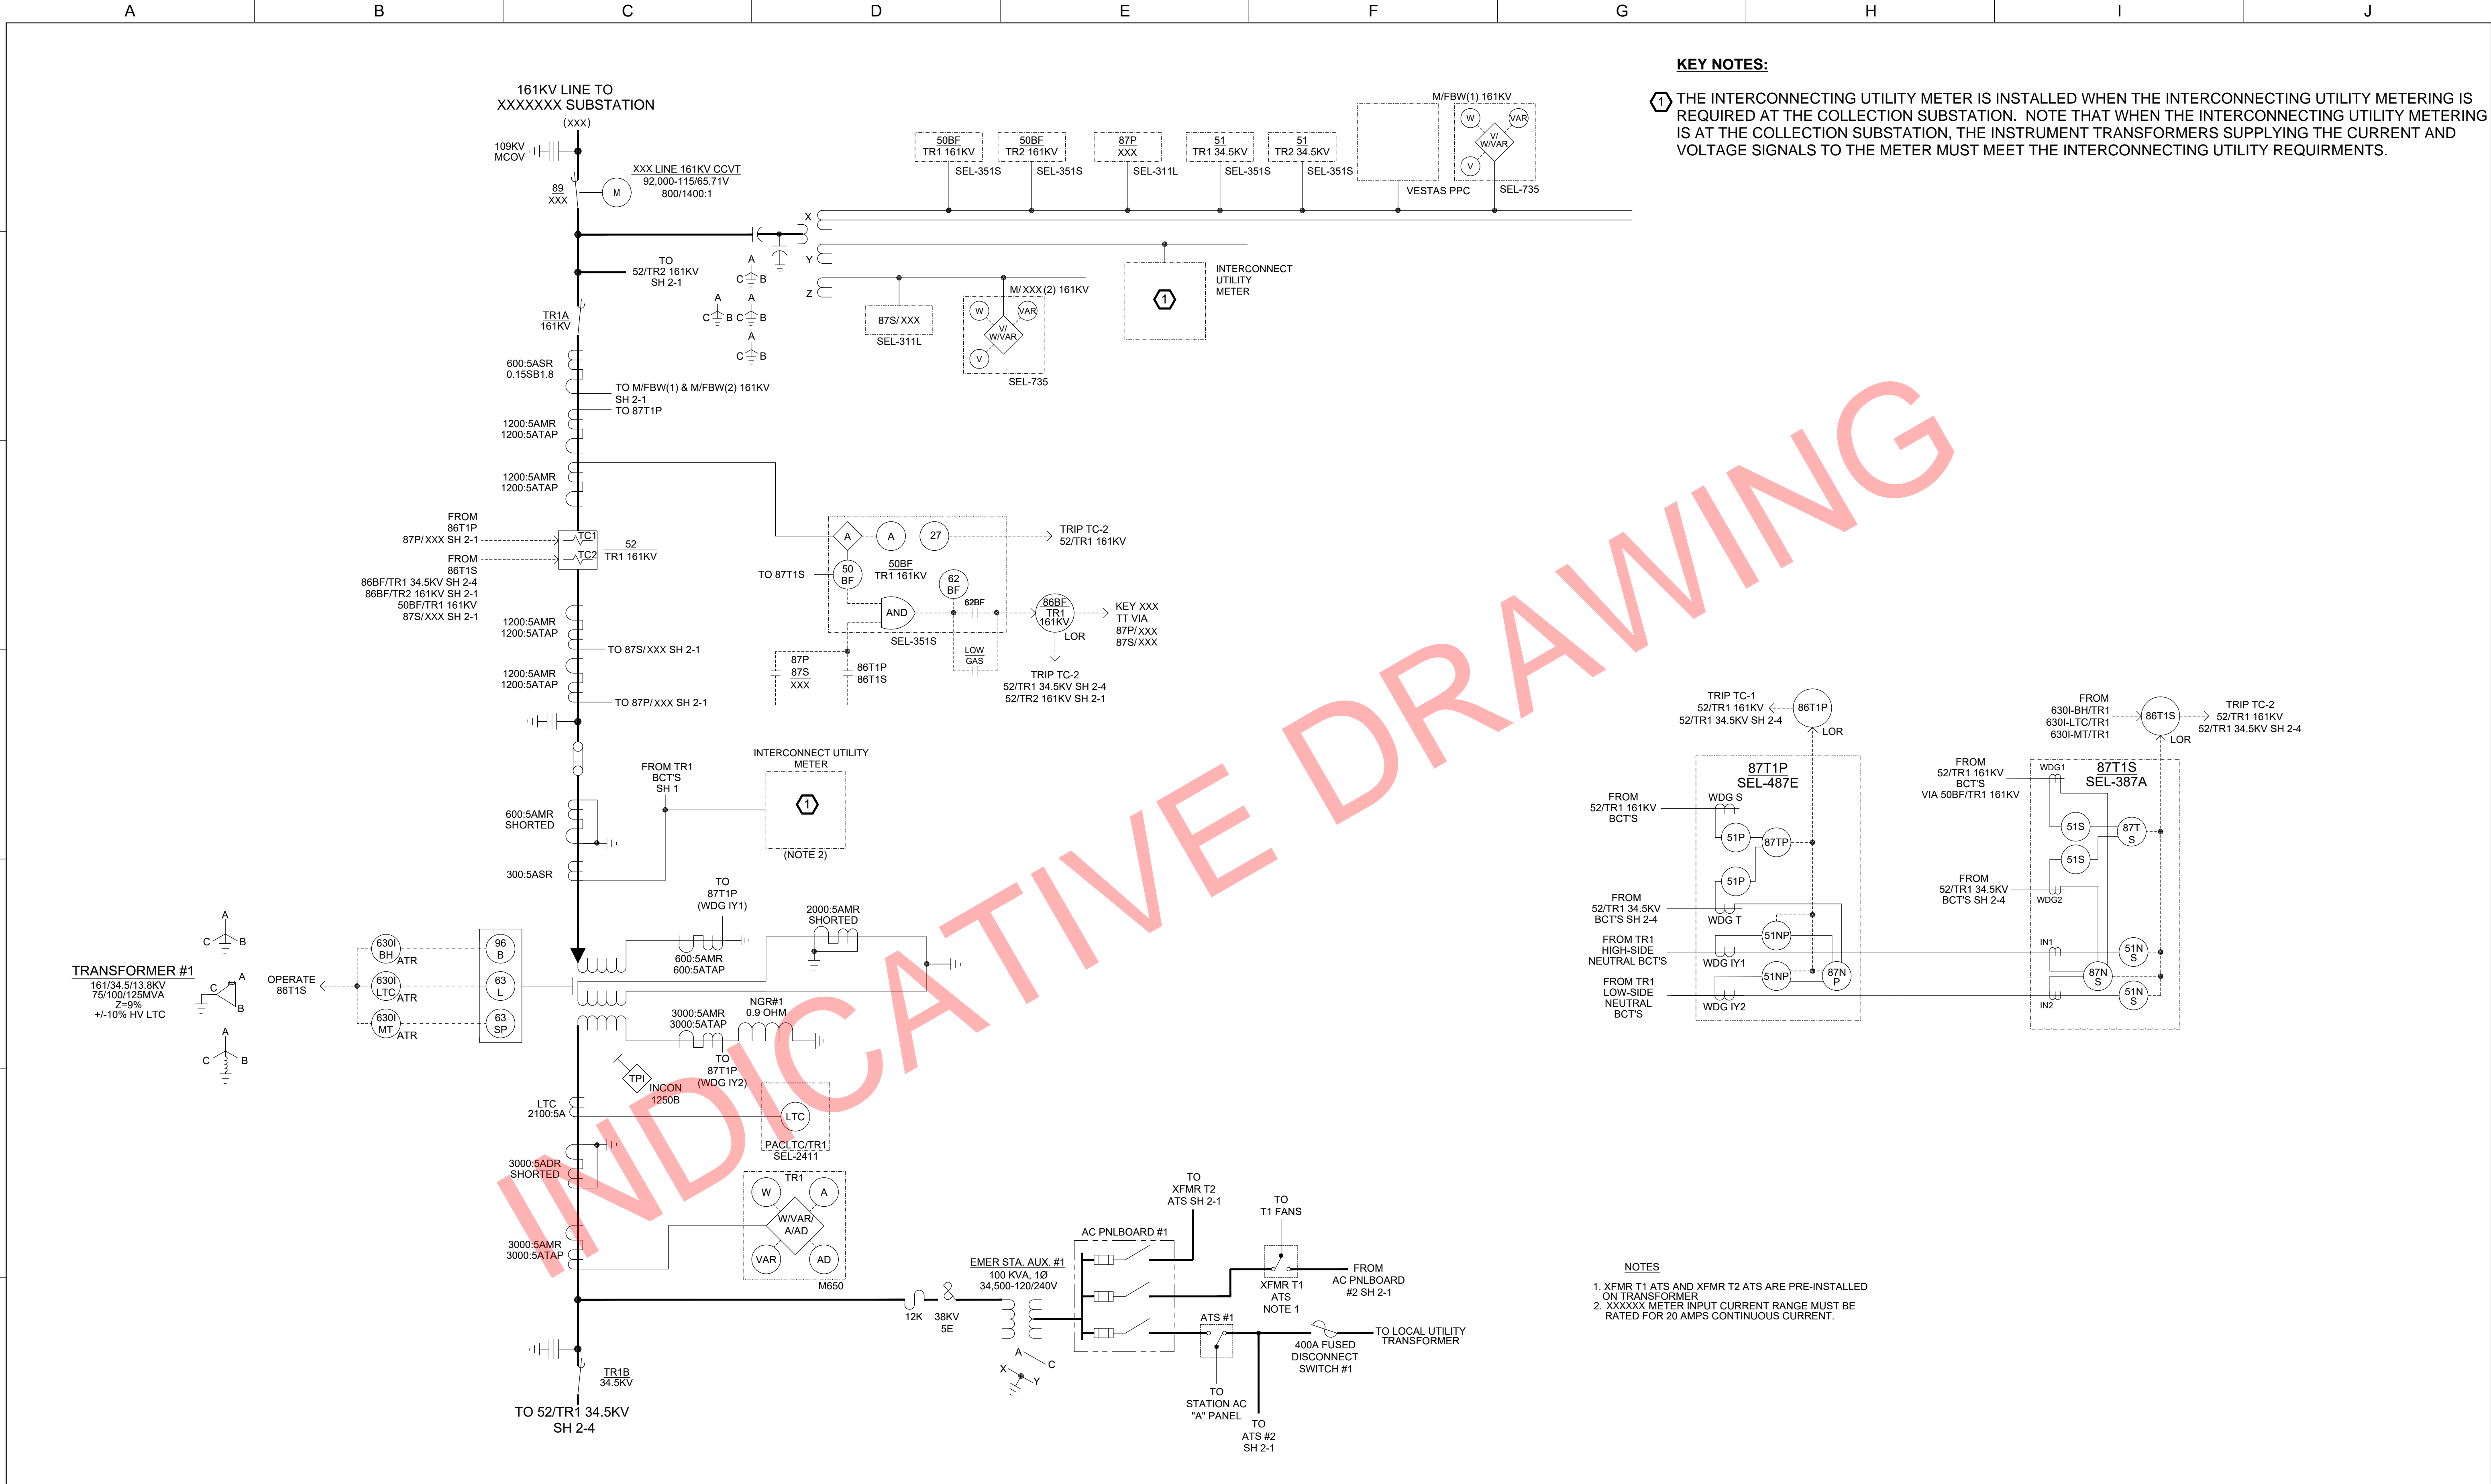 A
B
C
D
E
F
G
H
I
J
KEY NOTES:
1 THE INTERCONNECTING UTILITY METER IS INSTALLED WHEN THE INTERCONNECTING UTILITY METERING IS
REQUIRED AT THE COLLECTION SUBSTATION. NOTE THAT WHEN THE INTERCONNECTING UTILITY METERING
IS AT THE COLLECTION SUBSTATION, THE INSTRUMENT TRANSFORMERS SUPPLYING THE CURRENT AND
VOLTAGE SIGNALS TO THE METER MUST MEET THE INTERCONNECTING UTILITY REQUIRMENTS.
161KV LINE TO
XXXXXXX SUBSTATION
(XXX)
109KV
MCOV
89
XXX
M
XXX LINE 161KV CCVT
92,000-115/65.71V
800/1400:1
50BF
TR1 161KV
SEL-351S
50BF
TR2 161KV
SEL-351S
87P
XXX
SEL-311L
51
TR1 34.5KV
SEL-351S
51
TR2 34.5KV
SEL-351S
VESTAS PPC
M/FBW(1) 161KV
W
VAR
V/
W/VAR
V
SEL-735
X
Y
Z
TO
52/TR2 161KV
SH 2-1
A
C B
A
C B
A
C B
A
C B
87S/ XXX
SEL-311L
M/ XXX (2) 161KV
W
VAR
V/
W/VAR
V
SEL-735
1
INTERCONNECT
UTILITY
METER
TR1A
161KV
600:5ASR
0.15SB1.8
TO M/FBW(1) & M/FBW(2) 161KV
SH 2-1
TO 87T1P
1200:5AMR
1200:5ATAP
1200:5AMR
1200:5ATAP
FROM
86T1P
87P/ XXX SH 2-1
FROM
86T1S
86BF/TR1 34.5KV SH 2-4
86BF/TR2 161KV SH 2-1
50BF/TR1 161KV
87S/XXX SH 2-1
TC1
TC2
52
TR1 161KV
TO 87T1S
A
A
27
50
BF
50BF
TR1 161KV
62
BF
AND
62BF
SEL-351S
TRIP TC-2
52/TR1 161KV
86BF
TR1
161KV
LOR
KEY XXX
TT VIA
87P/ XXX
87S/ XXX
87P
87S
XXX
86T1P
86T1S
LOW
GAS
TRIP TC-2
52/TR1 34.5KV SH 2-4
52/TR2 161KV SH 2-1
1200:5AMR
1200:5ATAP
TO 87S/ XXX SH 2-1
1200:5AMR
1200:5ATAP
TO 87P/ XXX SH 2-1
FROM TR1
BCT'S
SH 1
INTERCONNECT UTILITY
METER
1
(NOTE 2)
600:5AMR
SHORTED
300:5ASR
TRIP TC-1
52/TR1 161KV
52/TR1 34.5KV SH 2-4
86T1P
LOR
87T1P
SEL-487E
FROM
52/TR1 161KV
BCT'S
WDG S
51P
87TP
51P
FROM
52/TR1 34.5KV
BCT'S SH 2-4
WDG T
51NP
FROM TR1
HIGH-SIDE
NEUTRAL BCT'S
WDG IY1
51NP
87N
P
FROM TR1
LOW-SIDE
NEUTRAL
BCT'S
WDG IY2
FROM
630I-BH/TR1
630I-LTC/TR1
630I-MT/TR1
86T1S
LOR
TRIP TC-2
52/TR1 161KV
52/TR1 34.5KV SH 2-4
FROM
52/TR1 161KV
BCT'S
VIA 50BF/TR1 161KV
WDG1
87T1S
SEL-387A
51S
87T
S
51S
FROM
52/TR1 34.5KV
BCT'S SH 2-4
WDG2
IN1
51N
S
87N
S
51N
S
IN2
TO
87T1P
(WDG IY1)
600:5AMR
600:5ATAP
2000:5AMR
SHORTED
A
C B
TRANSFORMER #1
161/34.5/13.8KV
75/100/125MVA
Z=9%
+/-10% HV LTC
A
C
B
A
C B
OPERATE
86T1S
630I
BH
ATR
630I
LTC
ATR
630I
MT
ATR
96
B
63
L
63
SP
3000:5AMR
3000:5ATAP
NGR#1
0.9 OHM
TO
87T1P
(WDG IY2)
TPI
INCON
1250B
LTC
2100:5A
LTC
PACLTC/TR1
SEL-2411
3000:5ADR
SHORTED
3000:5AMR
3000:5ATAP
TR1
W
A
W/VAR/
A/AD
VAR
AD
M650
EMER STA. AUX. #1
100 KVA, 1Ø
34,500-120/240V
12K
38KV
5E
A
C
X
Y
AC PNLBOARD #1
TO
XFMR T2
ATS SH 2-1
TO
T1 FANS
XFMR T1
ATS
NOTE 1
FROM
AC PNLBOARD
#2 SH 2-1
ATS #1
400A FUSED
DISCONNECT
SWITCH #1
TO LOCAL UTILITY
TRANSFORMER
TO
STATION AC
"A" PANEL
TO
ATS #2
SH 2-1
TR1B
34.5KV
TO 52/TR1 34.5KV
SH 2-4
NOTES
1. XFMR T1 ATS AND XFMR T2 ATS ARE PRE-INSTALLED
ON TRANSFORMER
2. XXXXXX METER INPUT CURRENT RANGE MUST BE
RATED FOR 20 AMPS CONTINUOUS CURRENT.
INDICATIVE DRAWING